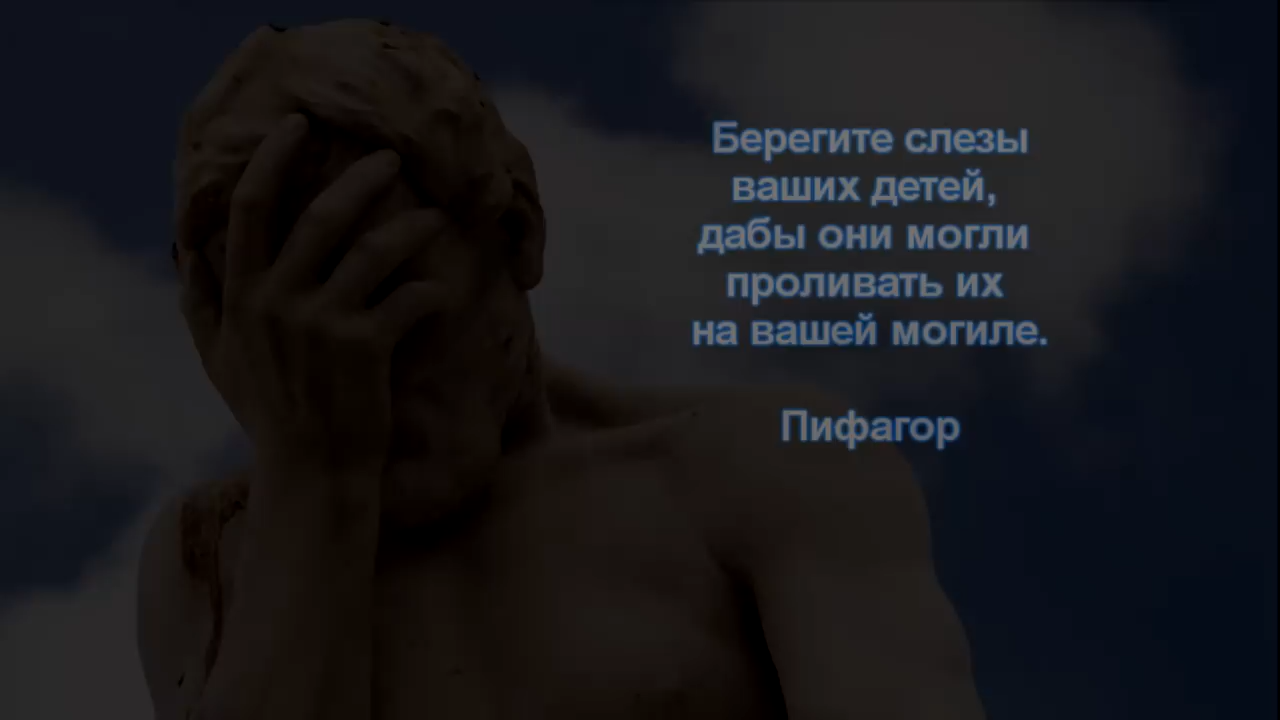 Берегите слезы
ваших детей,
дабы они могли
проливать их
на вашей могиле.
Пифагор